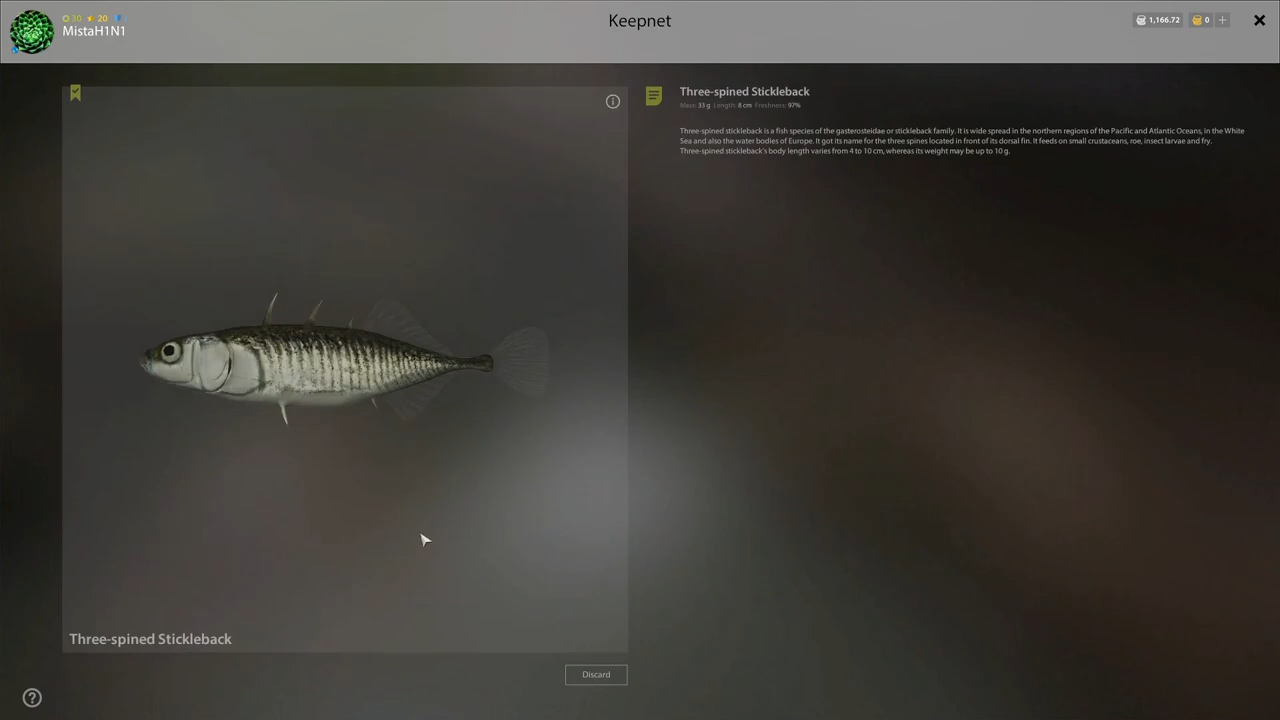 30 20
MistaH1N1
Keepnet
1,166.72
0
Three-spined Stickleback
Mass: 33 g Length: 8 cm Freshness: 97%
Three-spined stickleback is a fish species of the gasterosteidae or stickleback family. It is wide spread in the northern regions of the Pacific and Atlantic Oceans, in the White
Sea and also the water bodies of Europe. It got its name for the three spines located in front of its dorsal fin. It feeds on small crustaceans, roe, insect larvae and fry.
Three-spined stickleback's body length varies from 4 to 10 cm, whereas its weight may be up to 10 g.
Three-spined Stickleback
Discard